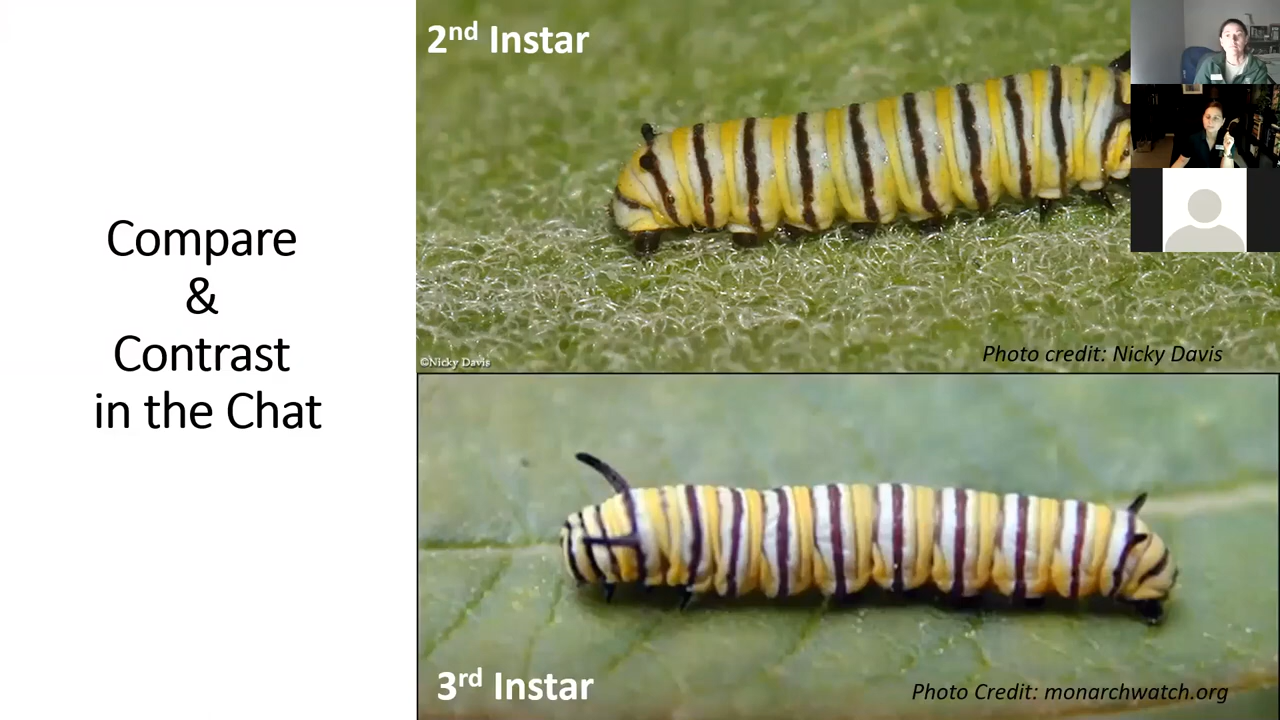 Compare
&
Contrast
in the Chat
2nd Instar
©Nicky Davis
Photo credit: Nicky Davis
3rd Instar
Photo Credit: monarchwatch.org